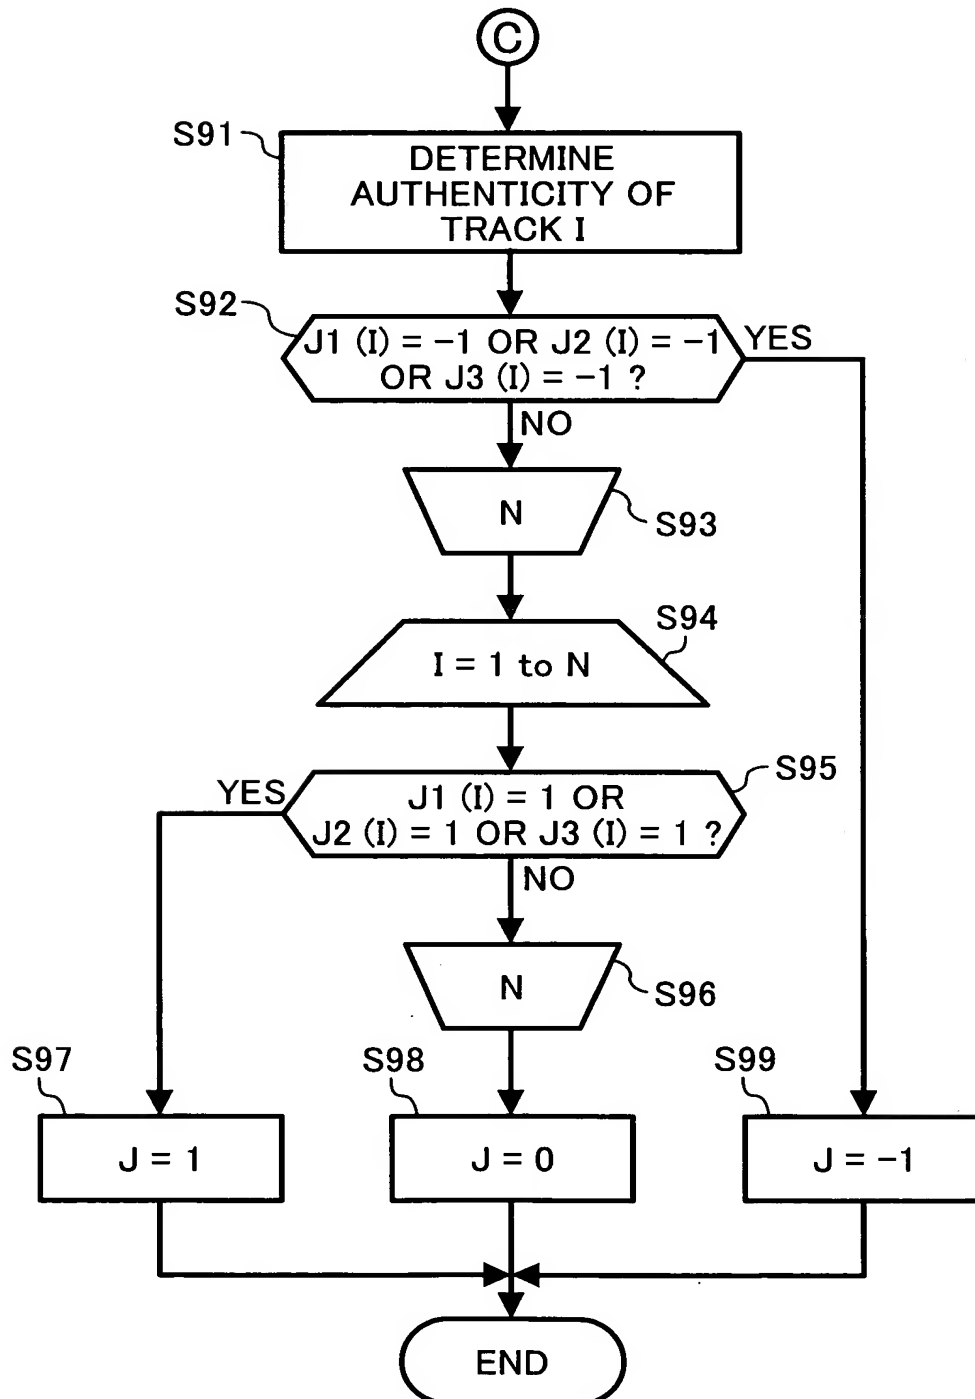 C
S91
DETERMINE
AUTHENTICITY OF
TRACK I
S92
J1 (I) = −1 OR J2 (I) = −1
OR J3 (I) = −1 ?
YES
NO
N
S93
S94
I = 1 to N
S95
YES
J1 (I) = 1 OR
J2 (I) = 1 OR J3 (I) = 1 ?
NO
N
S96
S97
S98
S99
J = 1
J = 0
J = −1
END